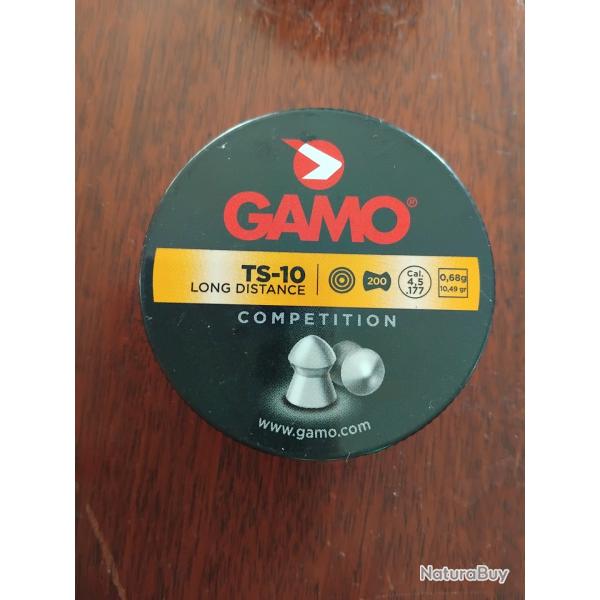 GAMO®
TS-10
LONG DISTANCE
200
Cal.
4,5
.177
0,68g
10,49 gr
COMPETITION
www.gamo.com
NaturaBuy